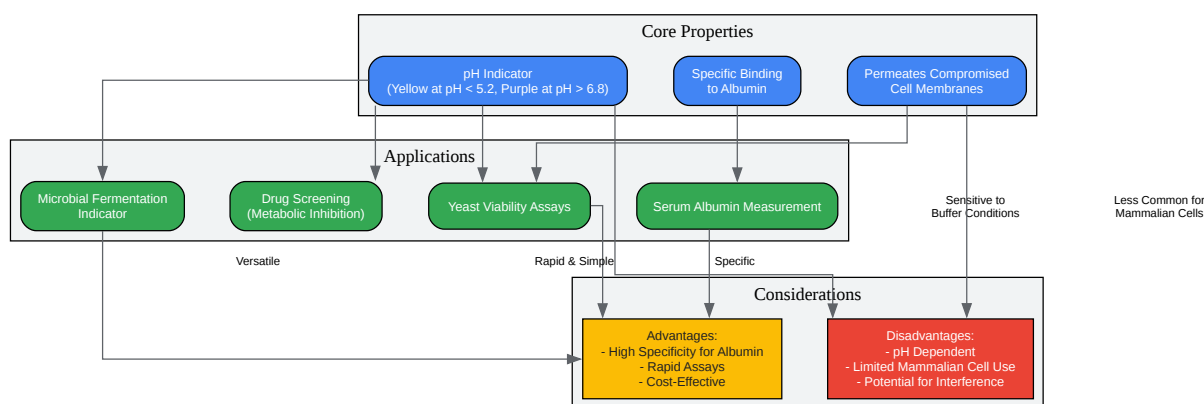 Core Properties
pH Indicator
(Yellow at pH < 5.2, Purple at pH > 6.8)
Specific Binding
to Albumin
Permeates Compromised
Cell Membranes
Applications
Microbial Fermentation
Indicator
Drug Screening
(Metabolic Inhibition)
Yeast Viability Assays
Serum Albumin Measurement
Sensitive to
Buffer Conditions
Less Common for
Mammalian Cells
Versatile
Rapid & Simple
Specific
Considerations
Advantages:
- High Specificity for Albumin
- Rapid Assays
- Cost-Effective
Disadvantages:
- pH Dependent
- Limited Mammalian Cell Use
- Potential for Interference